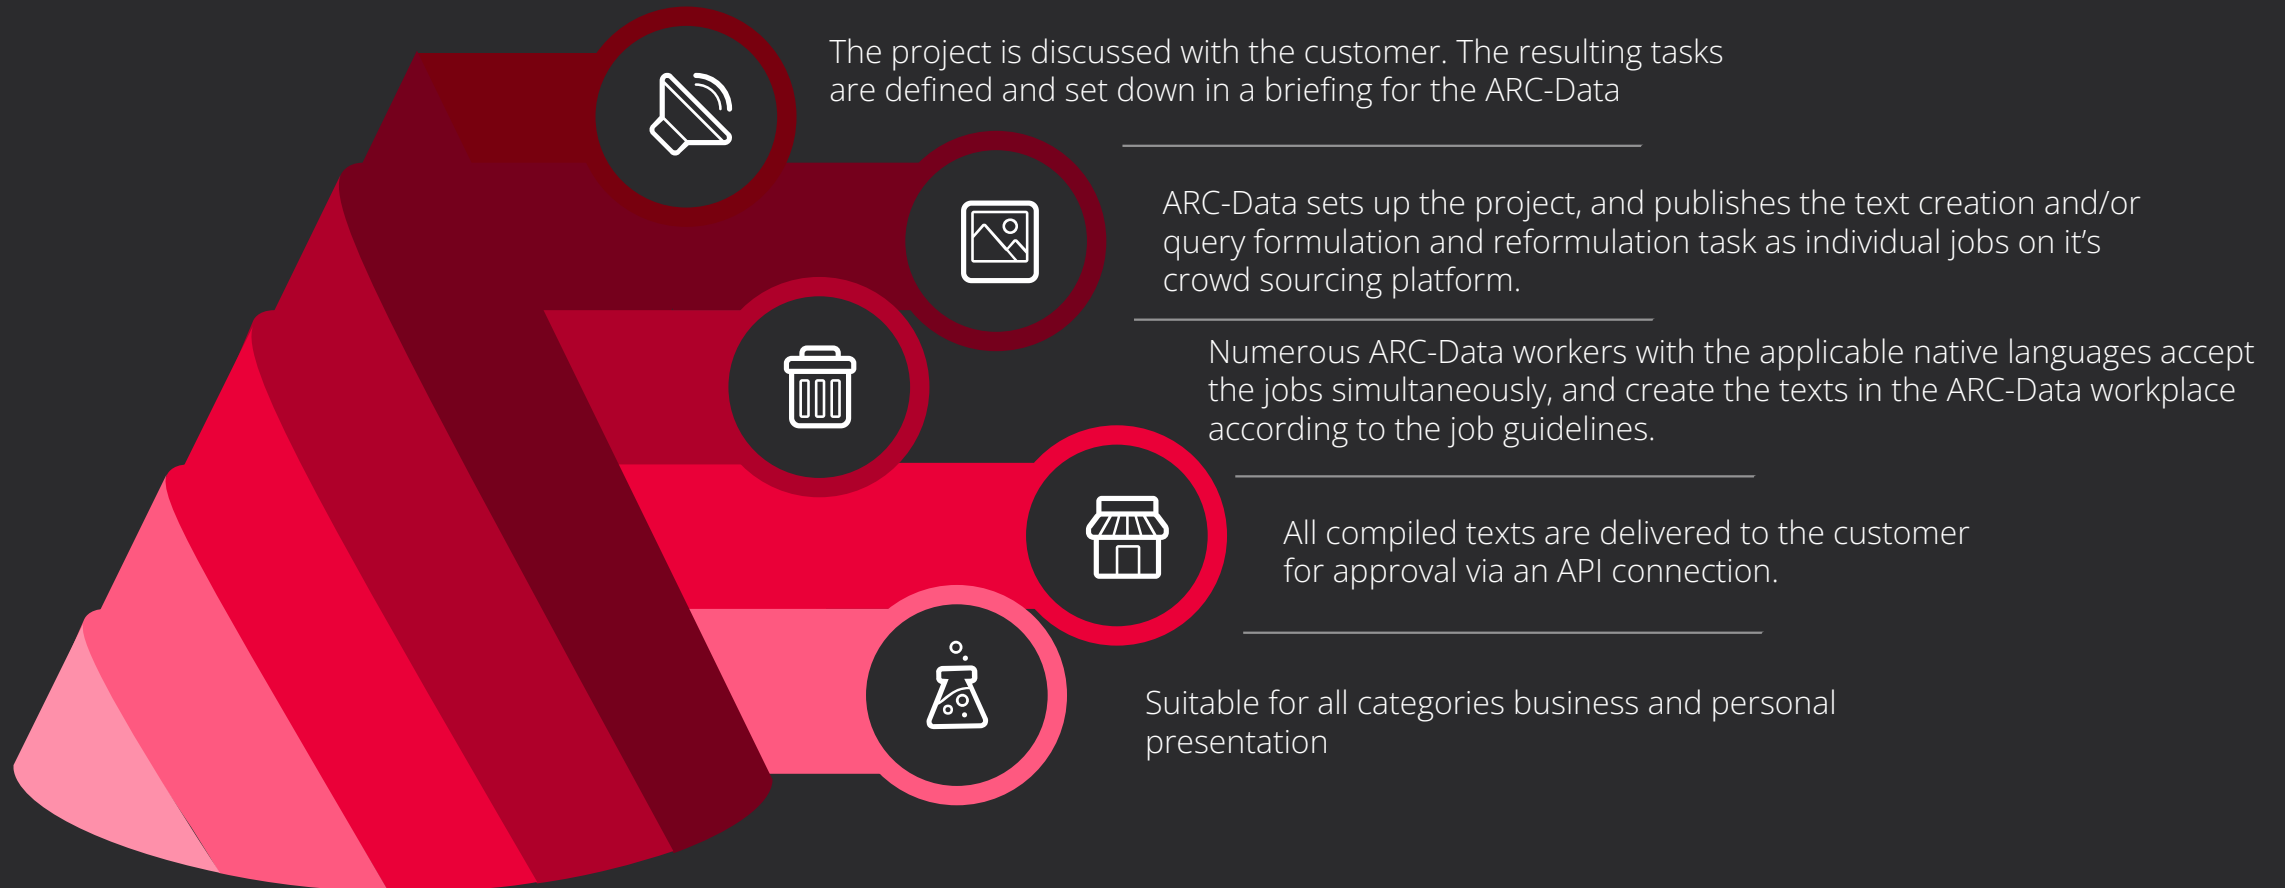 The project is discussed with the customer. The resulting tasks
are defined and set down in a briefing for the ARC-Data
ARC-Data sets up the project, and publishes the text creation and/or
query formulation and reformulation task as individual jobs on it’s
crowd sourcing platform.
Numerous ARC-Data workers with the applicable native languages accept
the jobs simultaneously, and create the texts in the ARC-Data workplace
according to the job guidelines.
All compiled texts are delivered to the customer
for approval via an API connection.
Suitable for all categories business and personal
presentation